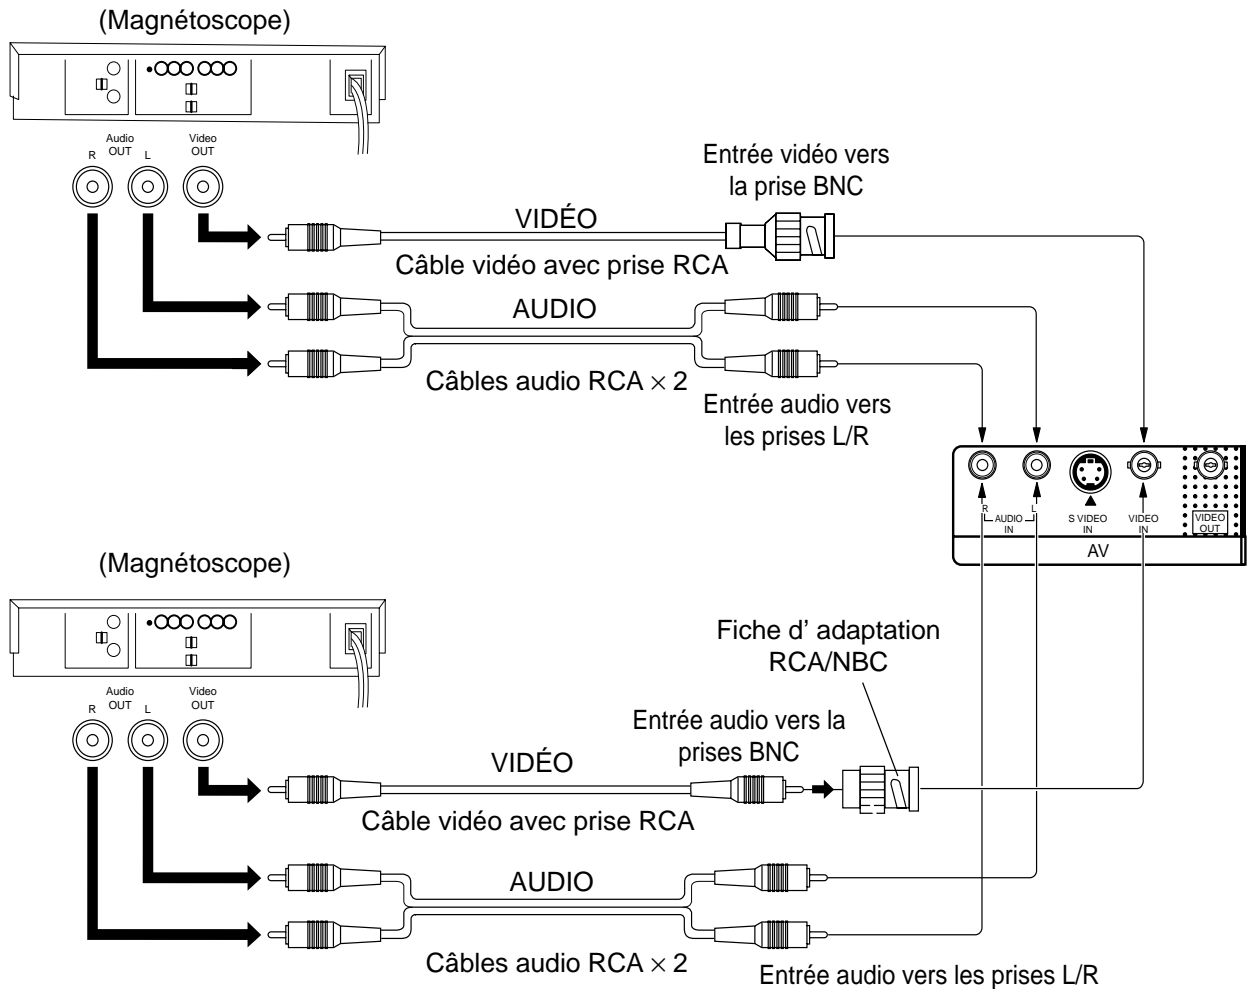 (Magnétoscope)
Audio
OUT
R
L
Video
OUT
Entrée vidéo vers
la prise BNC
VIDÉO
Câble vidéo avec prise RCA
AUDIO
Câbles audio RCA × 2
Entrée audio vers
les prises L/R
R
L
AUDIO
IN
S VIDEO
IN
VIDEO
IN
VIDEO
OUT
AV
(Magnétoscope)
Audio
OUT
R
L
Video
OUT
Fiche d' adaptation
RCA/NBC
Entrée audio vers la
prises BNC
VIDÉO
Câble vidéo avec prise RCA
AUDIO
Câbles audio RCA × 2
Entrée audio vers les prises L/R